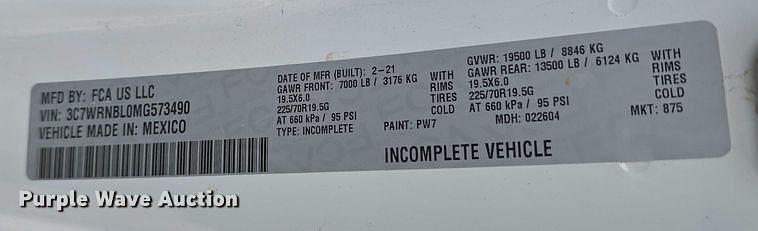 MFD BY: FCA US LLC
VIN: 3C7WRNBL0MG573490
VEHICLE MADE IN: MEXICO
DATE OF MFR (BUILT): 2-21
GAWR FRONT: 7000 LB / 3176 KG WITH
19.5X6.0 RIMS
225/70R19.5G TIRES
AT 660 kPa / 95 PSI COLD
TYPE: INCOMPLETE
PAINT: PW7
GVWR: 19500 LB / 8846 KG
GAWR REAR: 13500 LB / 6124 KG WITH
19.5X6.0 RIMS
225/70R19.5G TIRES
AT 660 kPa / 95 PSI COLD
MDH: 022604
MKT: 875
INCOMPLETE VEHICLE
Purple Wave Auction